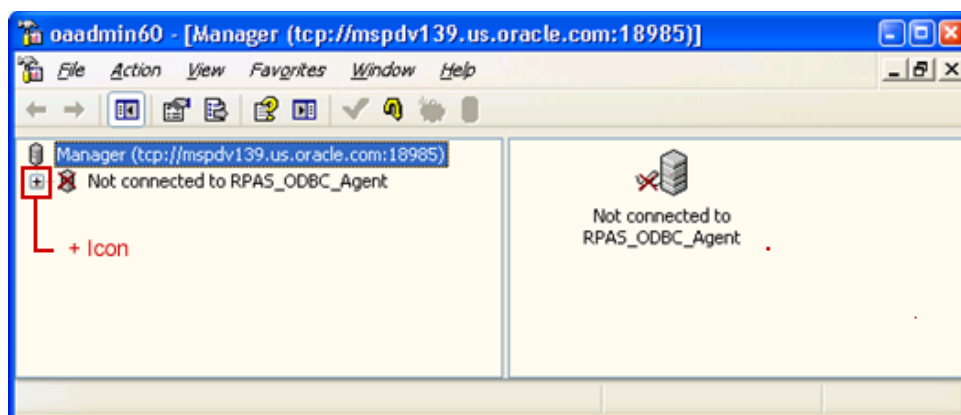 oaadmin60 - [Manager (tcp://mspdv139.us.oracle.com:18985)]
File Action View Favorites Window Help
Manager (tcp://mspdv139.us.oracle.com:18985)
Not connected to RPAS_ODBC_Agent
+ Icon
Not connected to
RPAS_ODBC_Agent